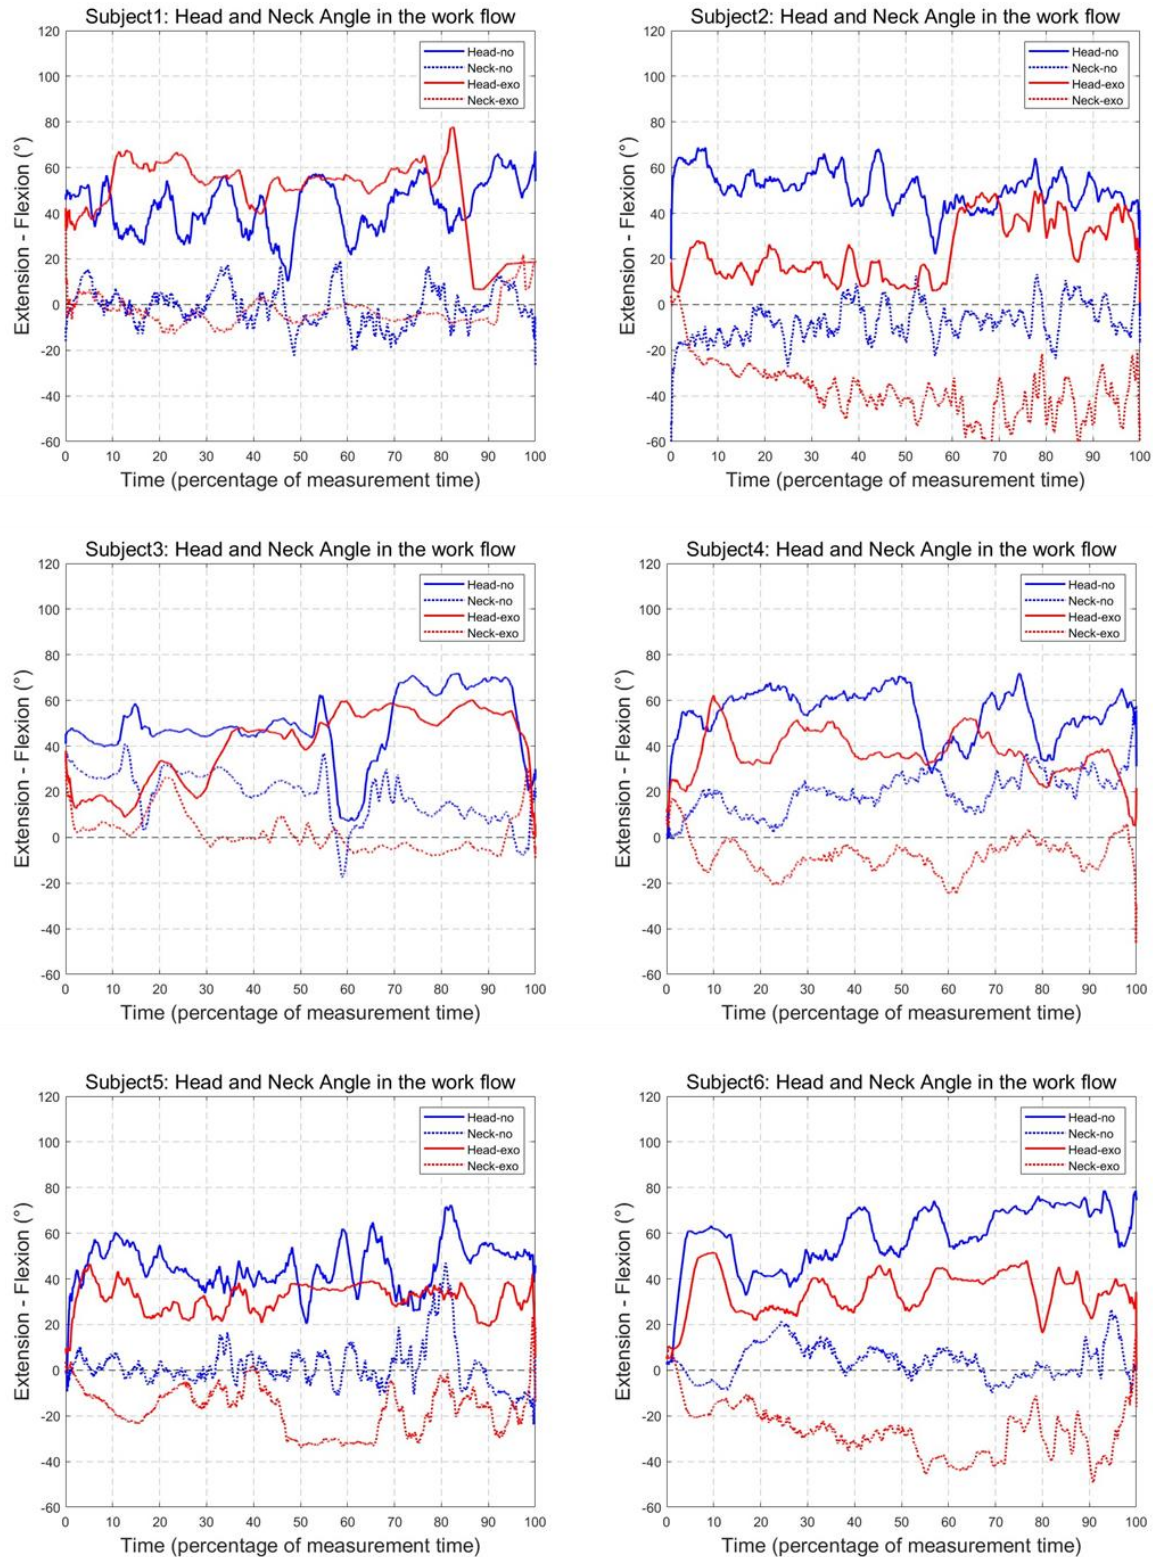 Subject1: Head and Neck Angle in the work flow
Head-no
Neck-no
Head-exo
Neck-exo
Extension - Flexion (°)
120
100
80
60
40
20
0
-20
-40
-60
0 10 20 30 40 50 60 70 80 90 100
Time (percentage of measurement time)
Subject2: Head and Neck Angle in the work flow
Head-no
Neck-no
Head-exo
Neck-exo
Extension - Flexion (°)
120
100
80
60
40
20
0
-20
-40
-60
0 10 20 30 40 50 60 70 80 90 100
Time (percentage of measurement time)
Subject3: Head and Neck Angle in the work flow
Head-no
Neck-no
Head-exo
Neck-exo
Extension - Flexion (°)
120
100
80
60
40
20
0
-20
-40
-60
0 10 20 30 40 50 60 70 80 90 100
Time (percentage of measurement time)
Subject4: Head and Neck Angle in the work flow
Head-no
Neck-no
Head-exo
Neck-exo
Extension - Flexion (°)
120
100
80
60
40
20
0
-20
-40
-60
0 10 20 30 40 50 60 70 80 90 100
Time (percentage of measurement time)
Subject5: Head and Neck Angle in the work flow
Head-no
Neck-no
Head-exo
Neck-exo
Extension - Flexion (°)
120
100
80
60
40
20
0
-20
-40
-60
0 10 20 30 40 50 60 70 80 90 100
Time (percentage of measurement time)
Subject6: Head and Neck Angle in the work flow
Head-no
Neck-no
Head-exo
Neck-exo
Extension - Flexion (°)
120
100
80
60
40
20
0
-20
-40
-60
0 10 20 30 40 50 60 70 80 90 100
Time (percentage of measurement time)